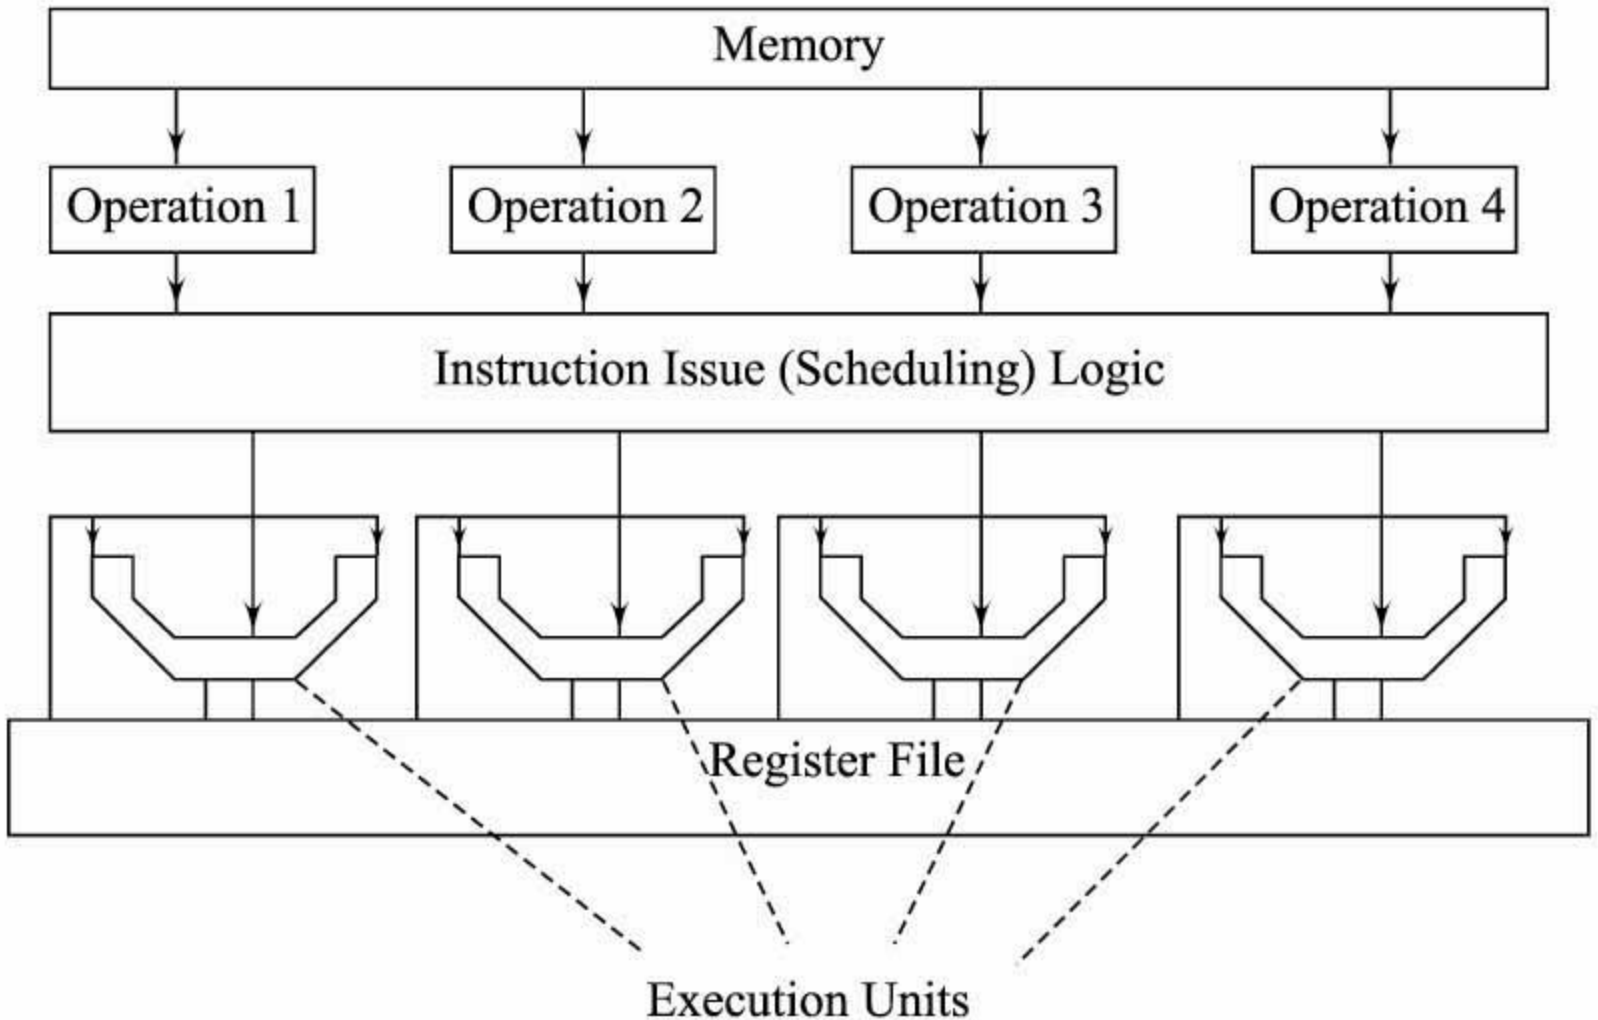 Memory
Operation 1
Operation 2
Operation 3
Operation 4
Instruction Issue (Scheduling) Logic
Register File
Execution Units